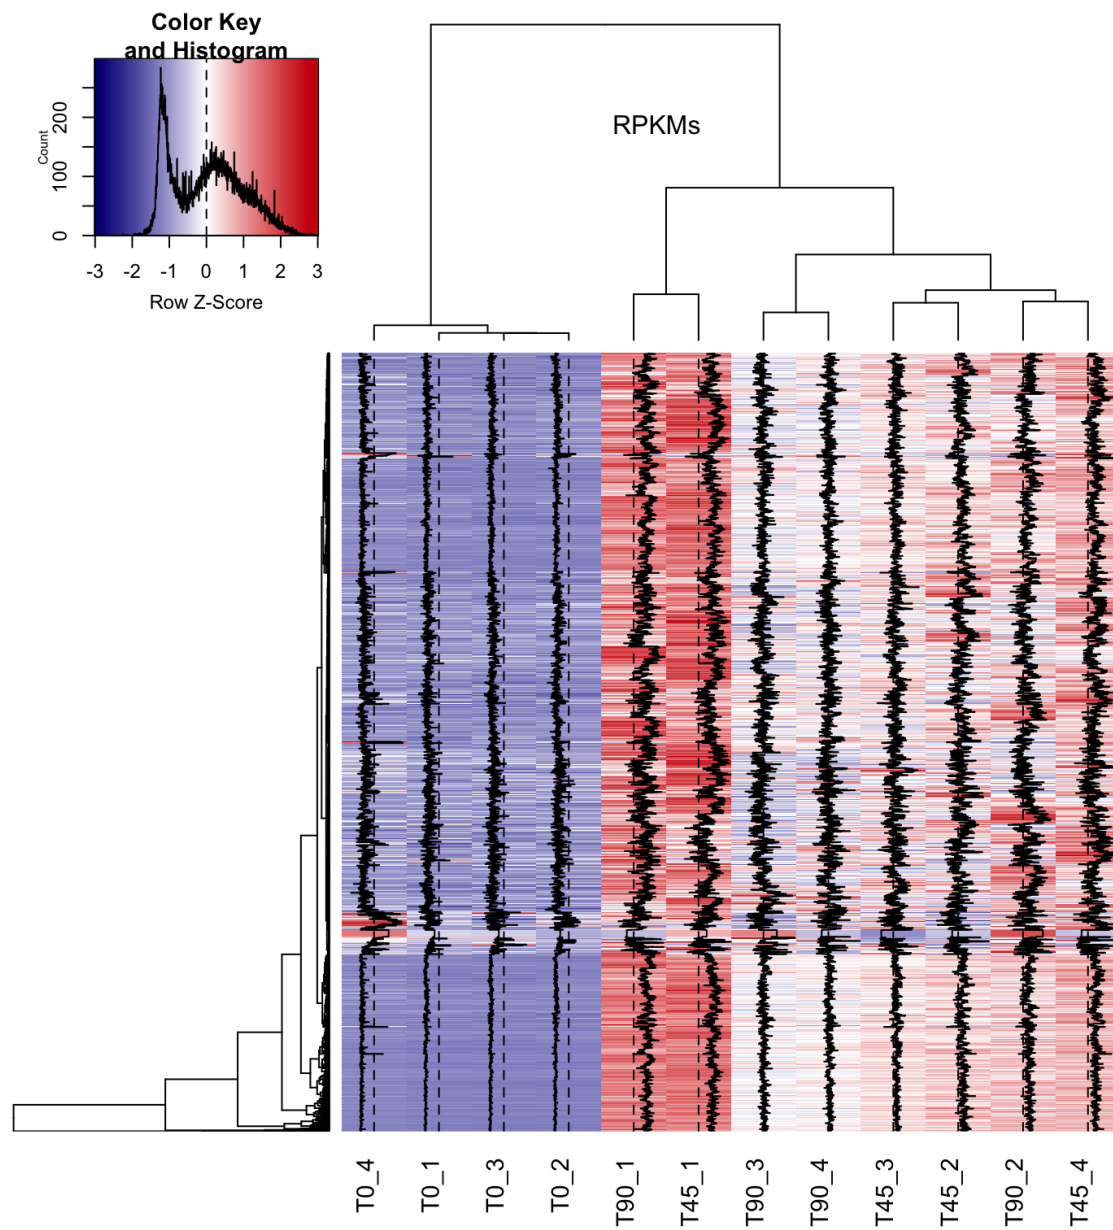 Color Key
and Histogram
Count
0
100
200
-3 -2 -1 0 1 2 3
Row Z-Score
RPKMs
T0_4 T0_1 T0_3 T0_2 T90_1 T45_1 T90_3 T90_4 T45_3 T45_2 T90_2 T45_4